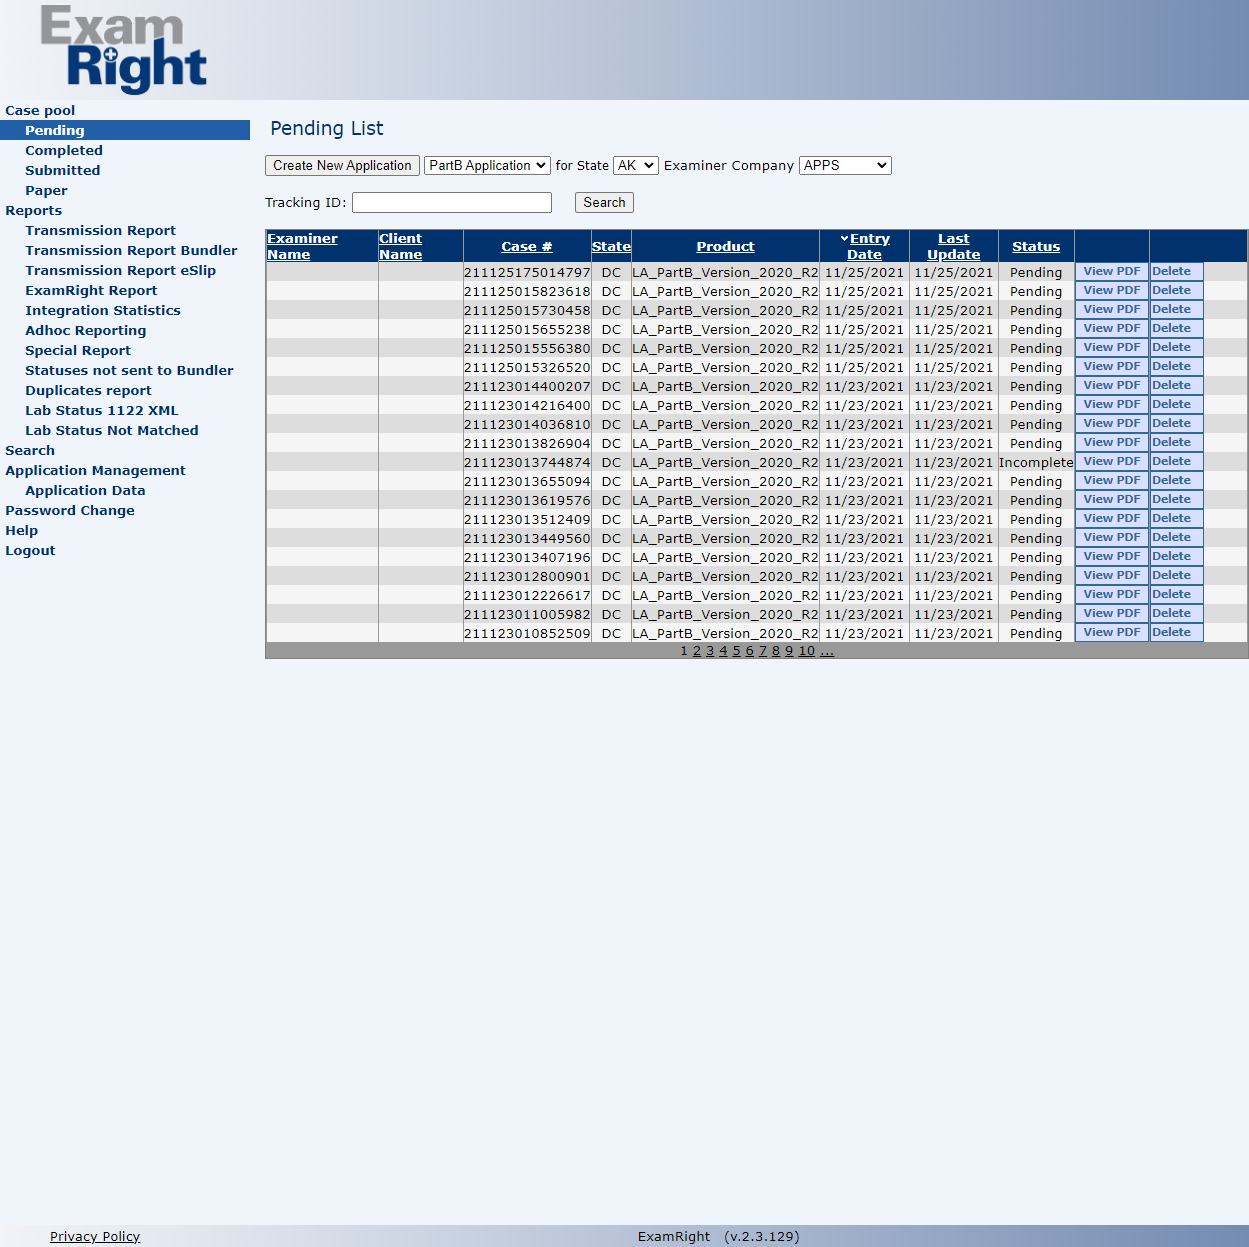 Exam
Right
Case pool
Pending
Completed
Submitted
Paper
Reports
Transmission Report
Transmission Report Bundler
Transmission Report eSlip
ExamRight Report
Integration Statistics
Adhoc Reporting
Special Report
Statuses not sent to Bundler
Duplicates report
Lab Status 1122 XML
Lab Status Not Matched
Search
Application Management
Application Data
Password Change
Help
Logout
Pending List
Create New Application PartB Application for State AK Examiner Company APPS
Tracking ID: Search
Examiner Name Client Name Case # State Product Entry Date Last Update Status
211125175014797 DC LA_PartB_Version_2020_R2 11/25/2021 11/25/2021 Pending View PDF Delete
211125015823618 DC LA_PartB_Version_2020_R2 11/25/2021 11/25/2021 Pending View PDF Delete
211125015730458 DC LA_PartB_Version_2020_R2 11/25/2021 11/25/2021 Pending View PDF Delete
211125015655238 DC LA_PartB_Version_2020_R2 11/25/2021 11/25/2021 Pending View PDF Delete
211125015556380 DC LA_PartB_Version_2020_R2 11/25/2021 11/25/2021 Pending View PDF Delete
211125015326520 DC LA_PartB_Version_2020_R2 11/25/2021 11/25/2021 Pending View PDF Delete
211123014400207 DC LA_PartB_Version_2020_R2 11/23/2021 11/23/2021 Pending View PDF Delete
211123014216400 DC LA_PartB_Version_2020_R2 11/23/2021 11/23/2021 Pending View PDF Delete
211123014036810 DC LA_PartB_Version_2020_R2 11/23/2021 11/23/2021 Pending View PDF Delete
211123013826904 DC LA_PartB_Version_2020_R2 11/23/2021 11/23/2021 Pending View PDF Delete
211123013744874 DC LA_PartB_Version_2020_R2 11/23/2021 11/23/2021 Incomplete View PDF Delete
211123013655094 DC LA_PartB_Version_2020_R2 11/23/2021 11/23/2021 Pending View PDF Delete
211123013619576 DC LA_PartB_Version_2020_R2 11/23/2021 11/23/2021 Pending View PDF Delete
211123013512409 DC LA_PartB_Version_2020_R2 11/23/2021 11/23/2021 Pending View PDF Delete
211123013449560 DC LA_PartB_Version_2020_R2 11/23/2021 11/23/2021 Pending View PDF Delete
211123013407196 DC LA_PartB_Version_2020_R2 11/23/2021 11/23/2021 Pending View PDF Delete
211123012800901 DC LA_PartB_Version_2020_R2 11/23/2021 11/23/2021 Pending View PDF Delete
211123012226617 DC LA_PartB_Version_2020_R2 11/23/2021 11/23/2021 Pending View PDF Delete
211123011005982 DC LA_PartB_Version_2020_R2 11/23/2021 11/23/2021 Pending View PDF Delete
211123010852509 DC LA_PartB_Version_2020_R2 11/23/2021 11/23/2021 Pending View PDF Delete
1 2 3 4 5 6 7 8 9 10 ...
Privacy Policy ExamRight (v.2.3.129)